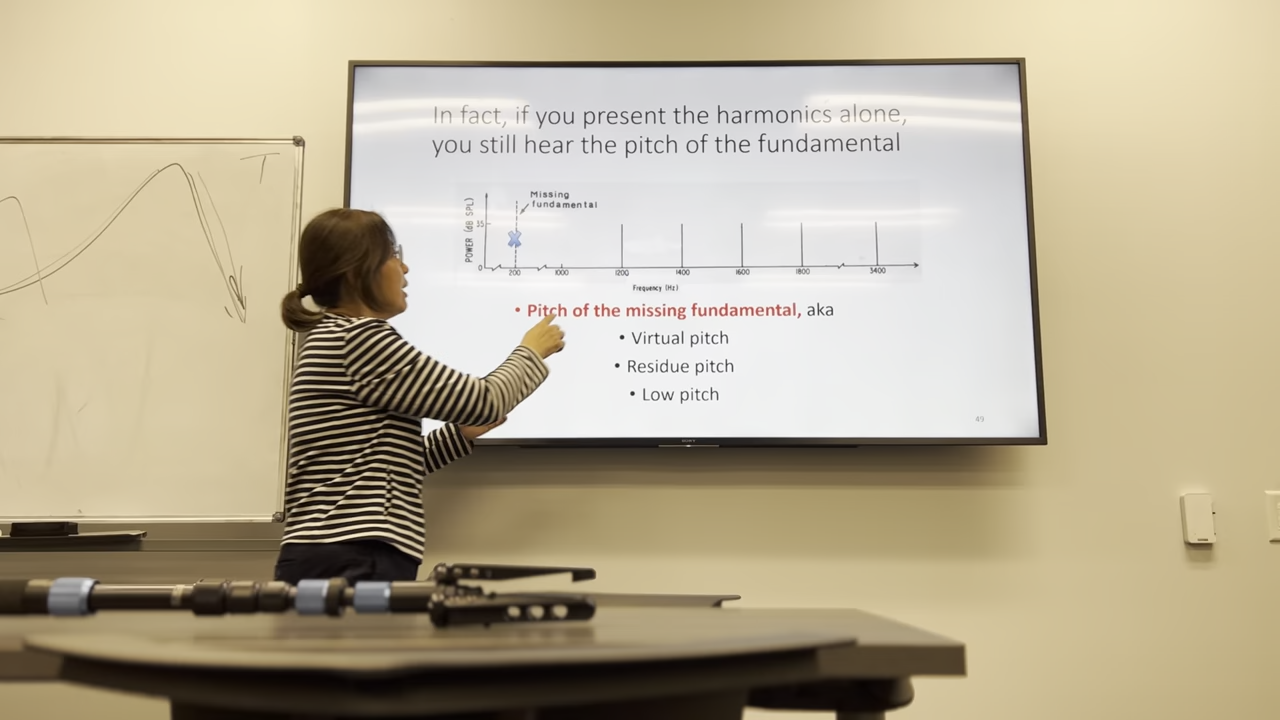 In fact, if you present the harmonics alone,
you still hear the pitch of the fundamental
Missing
fundamental
POWER (dB SPL)
35
0
200 1000 1200 1400 1600 1800 3400
Frequency (Hz)
• Pitch of the missing fundamental, aka
• Virtual pitch
• Residue pitch
• Low pitch
49
SONY
T